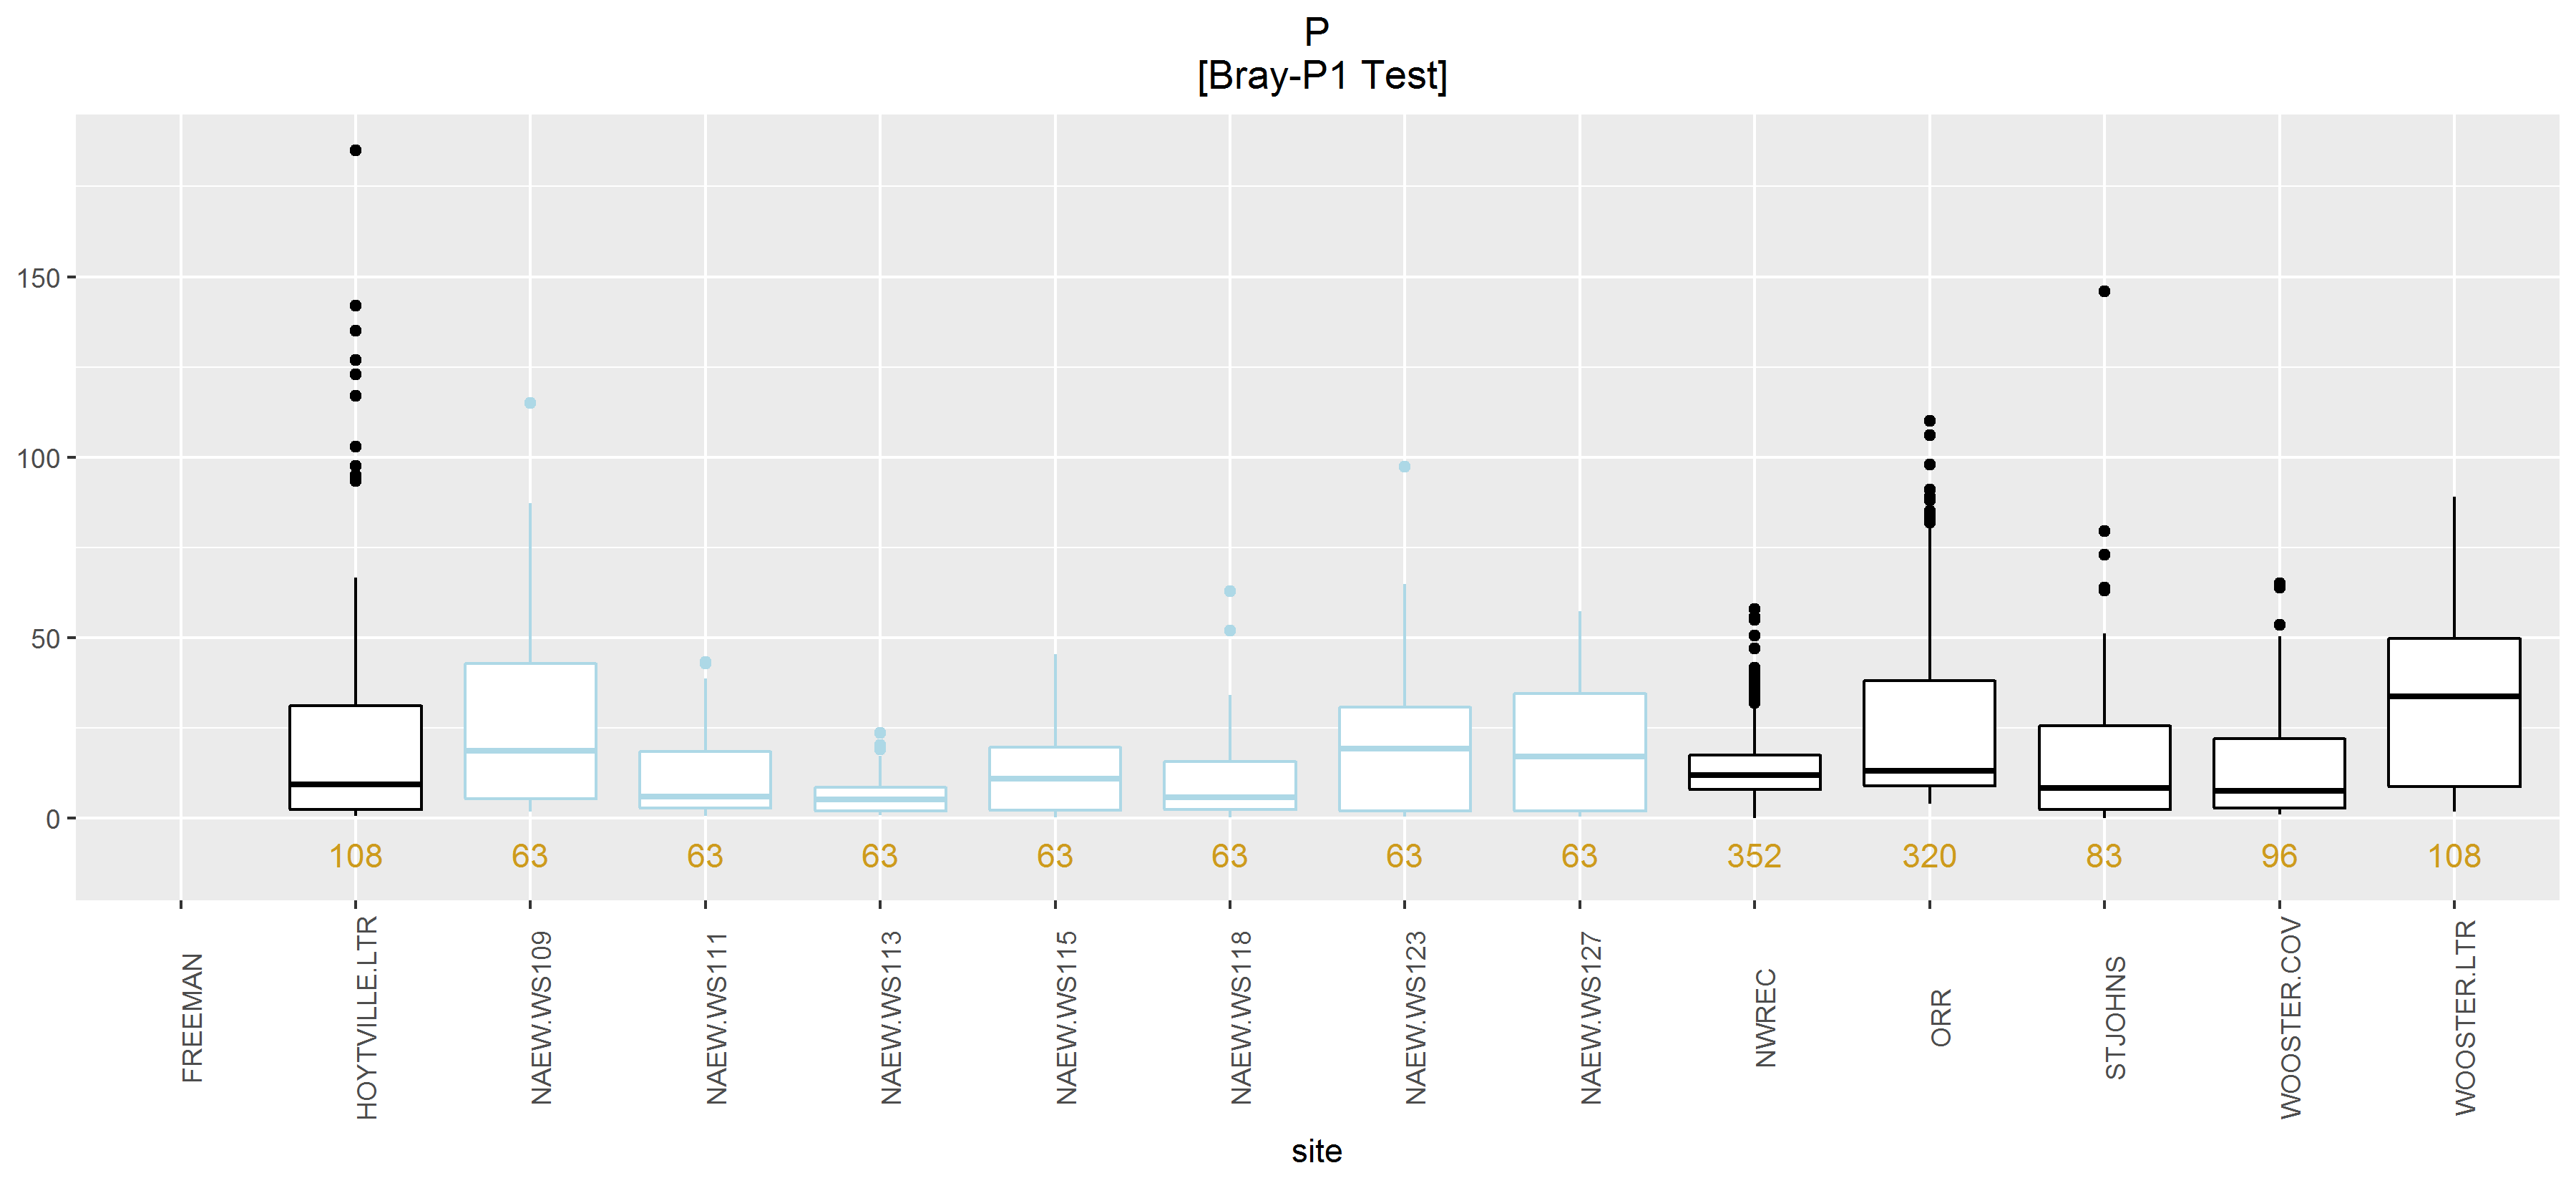 P
[Bray-P1 Test]
150
100
50
0
108 63 63 63 63 63 63 63 352 320 83 96 108
FREEMAN
HOYTVILLE.LTR
NAEW.WS109
NAEW.WS111
NAEW.WS113
NAEW.WS115
NAEW.WS118
NAEW.WS123
NAEW.WS127
NWREC
ORR
STJOHNS
WOOSTER.COV
WOOSTER.LTR
site